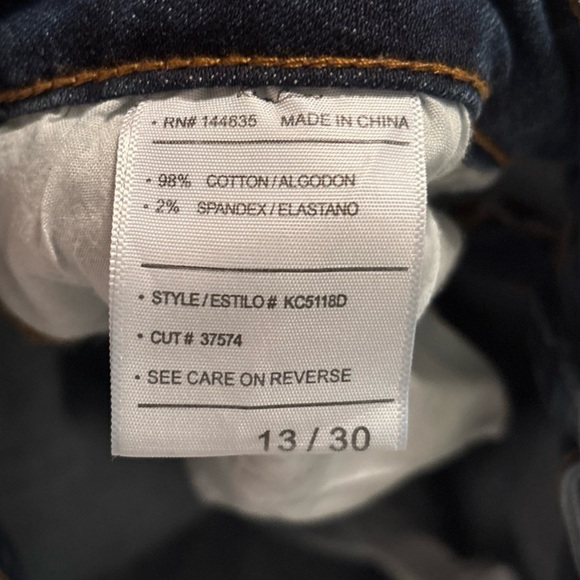 • RN# 144635 MADE IN CHINA
• 98% COTTON/ALGODON
• 2% SPANDEX/ELASTANO
• STYLE/ESTILO# KC5118D
• CUT# 37574
• SEE CARE ON REVERSE
13/30